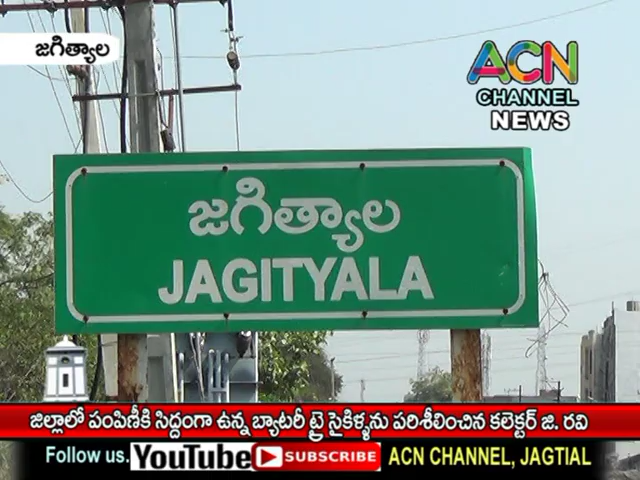 జగిత్యాల
ACN
CHANNEL
NEWS
జగిత్యాల
JAGITYALA
జిల్లాలో పంపిణీకి సిద్దంగా ఉన్న బ్యాటరీ ట్రై సైకిళ్ళను పరిశీలించిన కలెక్టర్ జి. రవి
Follow us. YouTube SUBSCRIBE ACN CHANNEL, JAGTIAL